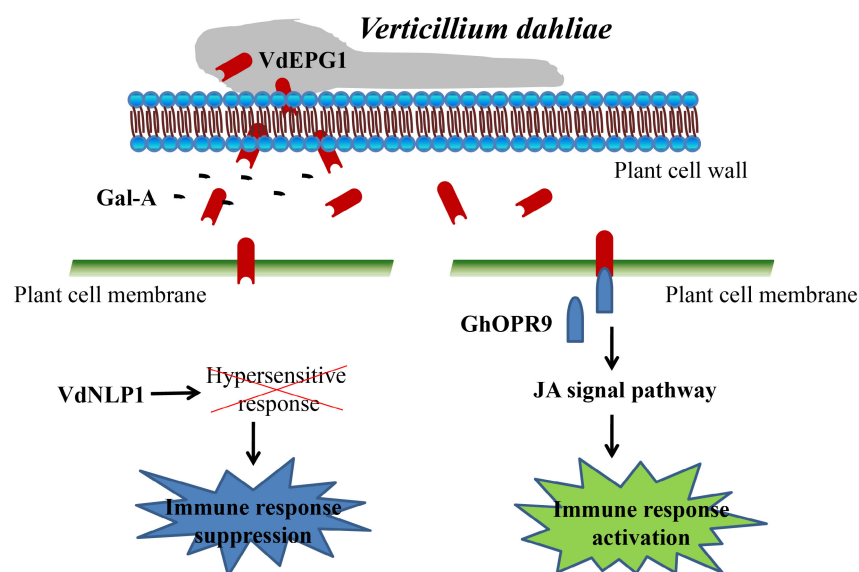 Verticillium dahliae
VdEPG1
Plant cell wall
Gal-A
Plant cell membrane
Plant cell membrane
GhOPR9
VdNLP1
Hypersensitive
response
JA signal pathway
Immune response
suppression
Immune response
activation